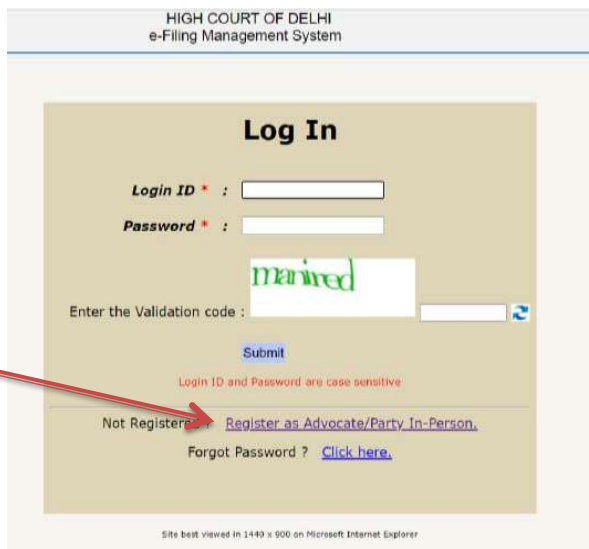 HIGH COURT OF DELHI
e-Filing Management System
Log In
Login ID * :
Password * :
manired
Enter the Validation code :
Submit
Login ID and Password are case sensitive
Not Registered ? Register as Advocate/Party In-Person.
Forgot Password ? Click here.
Site best viewed in 1440 x 900 on Microsoft Internet Explorer